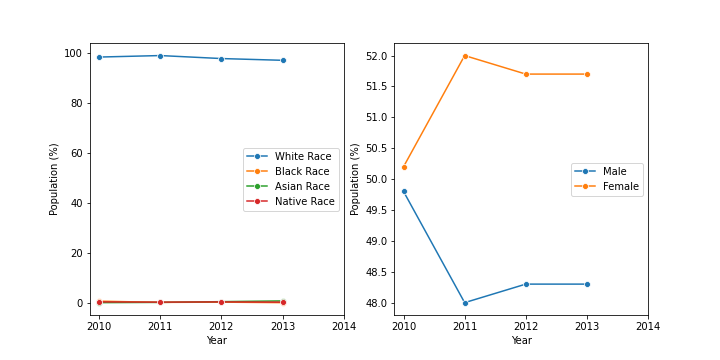 100
80
60
40
20
0
Population (%)
2010 2011 2012 2013 2014
Year
White Race
Black Race
Asian Race
Native Race
52.0
51.5
51.0
50.5
50.0
49.5
49.0
48.5
48.0
Population (%)
2010 2011 2012 2013 2014
Year
Male
Female